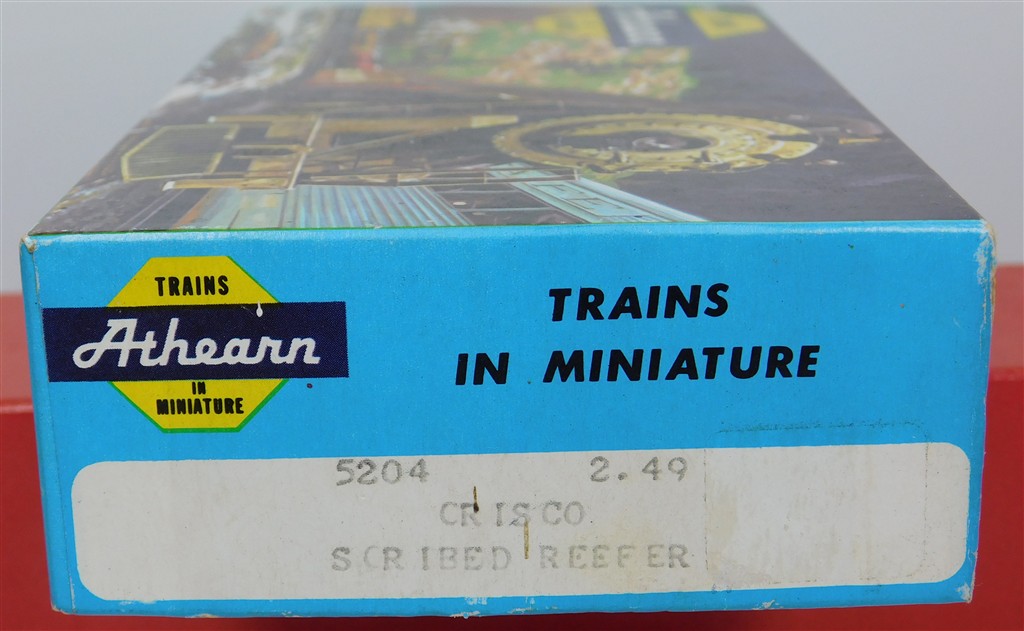 TRAINS
Athearn
IN
MINIATURE
TRAINS
IN MINIATURE
5204 2.49
CRISCO
SCRIBED REEFER